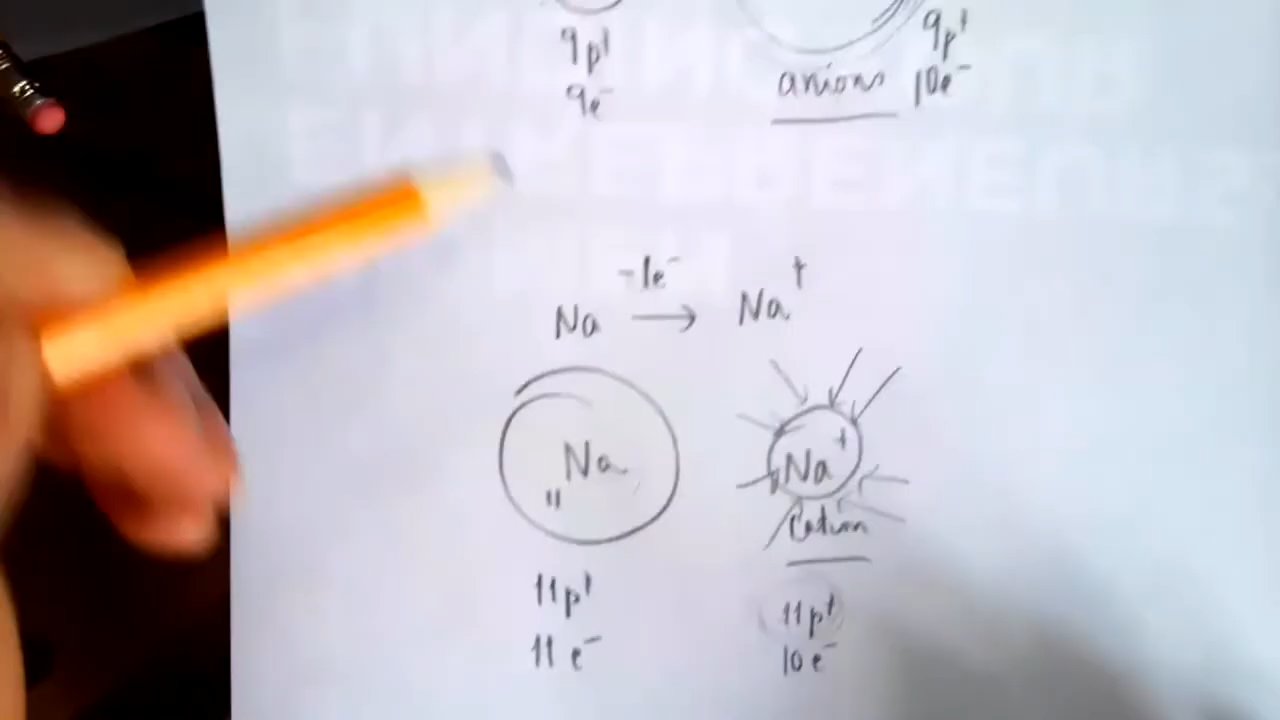 9p⁺ 9p⁺
9e⁻ anions 10e⁻
-1e⁻
Na → Na⁺
Na Na⁺
11 Cation
11p⁺ 11p⁺
11e⁻ 10e⁻